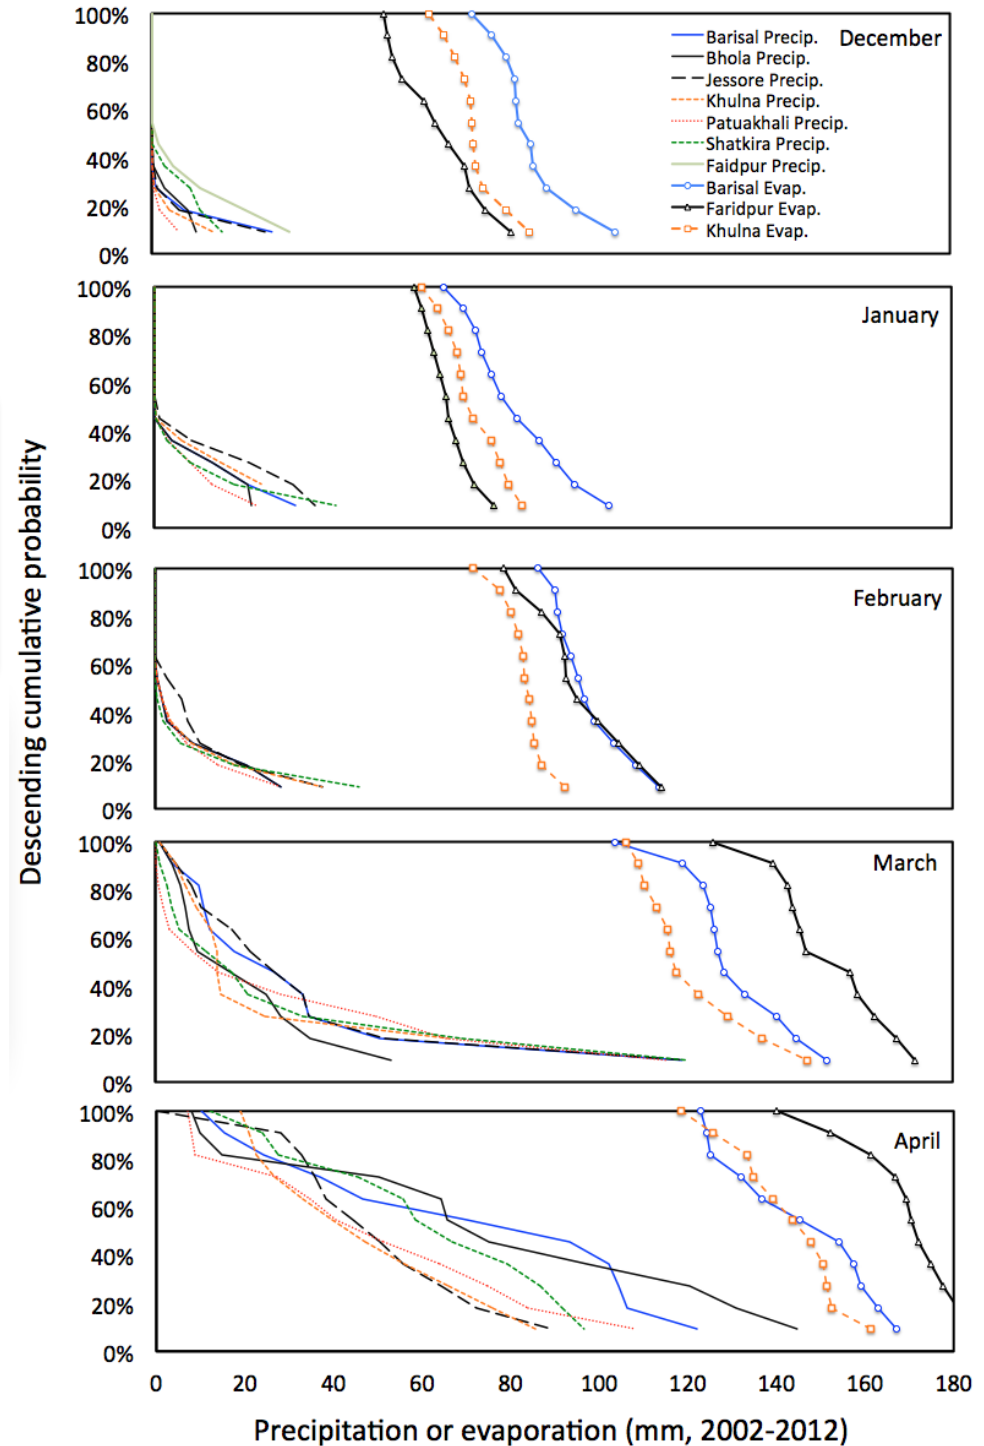 Descending cumulative probability
100%
80%
60%
40%
20%
0%
December
Barisal Precip.
Bhola Precip.
Jessore Precip.
Khulna Precip.
Patuakhali Precip.
Shatkira Precip.
Faidpur Precip.
Barisal Evap.
Faridpur Evap.
Khulna Evap.
100%
80%
60%
40%
20%
0%
January
100%
80%
60%
40%
20%
0%
February
100%
80%
60%
40%
20%
0%
March
100%
80%
60%
40%
20%
0%
April
0 20 40 60 80 100 120 140 160 180
Precipitation or evaporation (mm, 2002-2012)